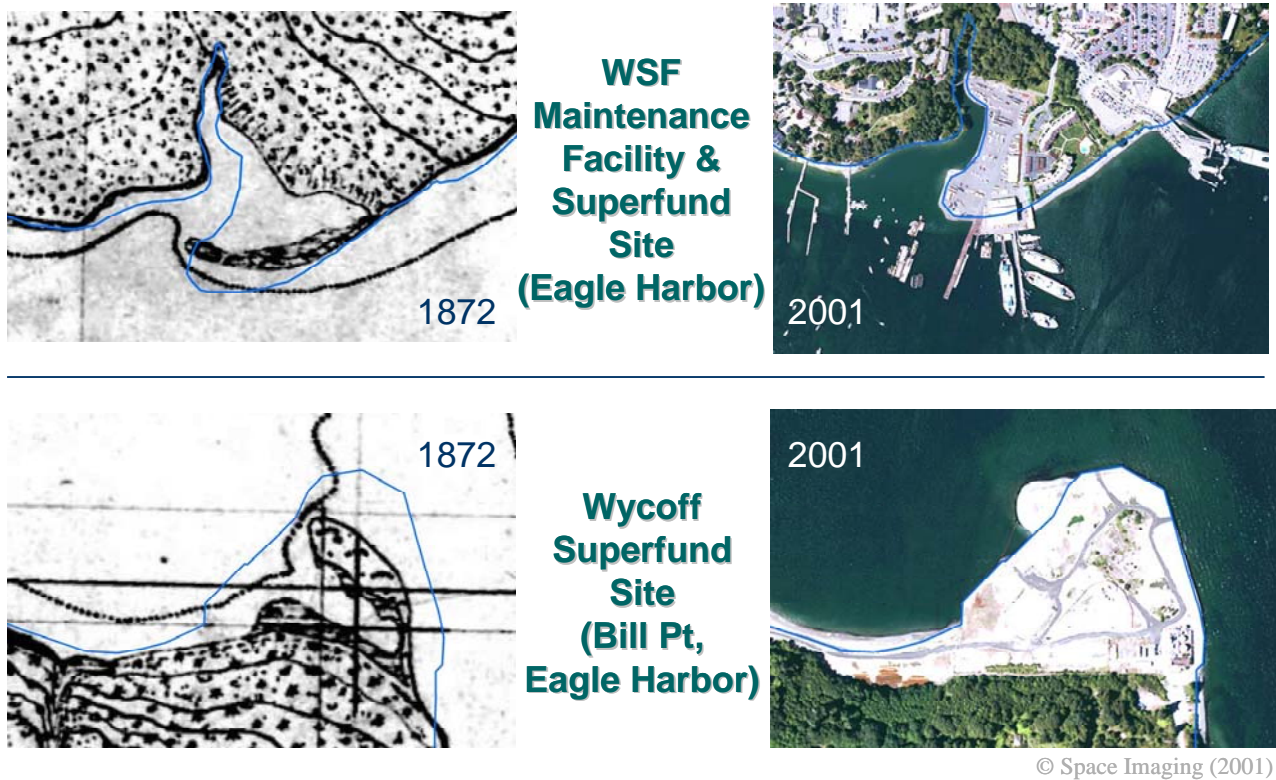 WSF
Maintenance
Facility &
Superfund
Site
(Eagle Harbor)
1872
2001
1872
2001
Wycoff
Superfund
Site
(Bill Pt,
Eagle Harbor)
© Space Imaging (2001)